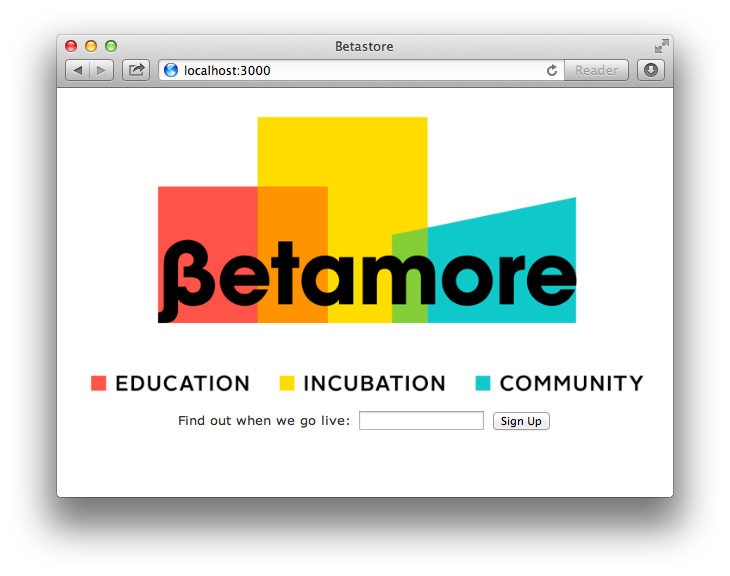 Betastore
localhost:3000 Reader
βetamore
EDUCATION INCUBATION COMMUNITY
Find out when we go live: Sign Up